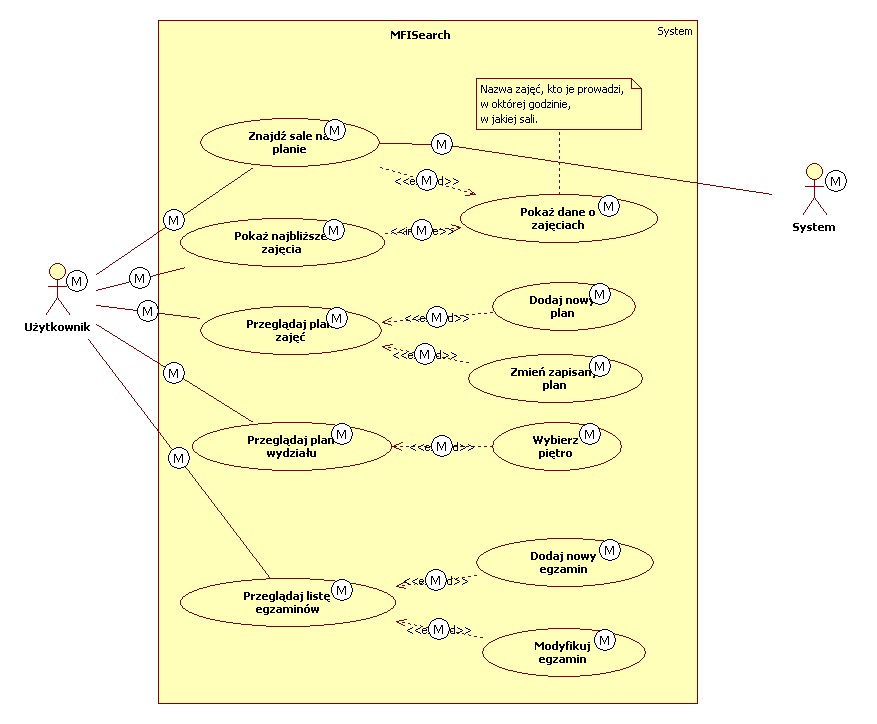 MFISearch
System
Nazwa zajęć, kto je prowadzi,
w októrej godzinie,
w jakiej sali.
M
Znajdź sale na
planie
M
M
M
System
M
Pokaż dane o
zajęciach
M
M
Pokaż najbliższe
zajęcia
M
M
M
Użytkownik
M
M
M
Przeglądaj plan
zajęć
M
M
Dodaj nowy
plan
M
M
Zmień zapisany
plan
M
M
Przeglądaj plan
wydziału
M
M
Wybierz
piętro
M
M
Przeglądaj listę
egzaminów
M
M
Dodaj nowy
egzamin
M
M
Modyfikuj
egzamin
M